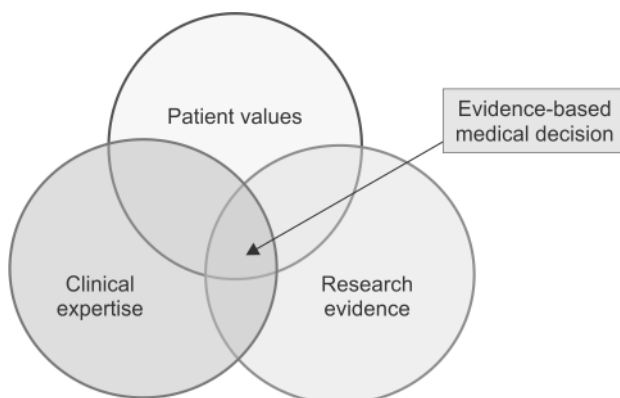 Patient values
Evidence-based
medical decision
Clinical
expertise
Research
evidence